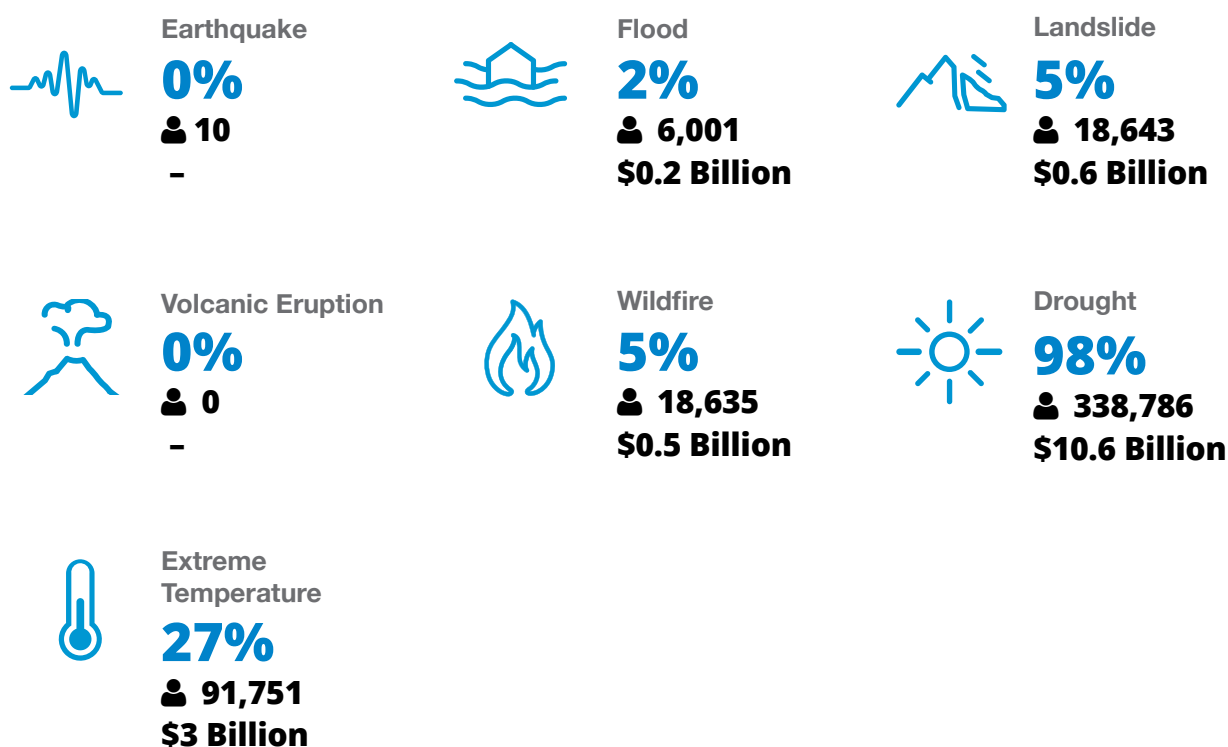 Earthquake
0%
10
–
Flood
2%
6,001
$0.2 Billion
Landslide
5%
18,643
$0.6 Billion
Volcanic Eruption
0%
0
–
Wildfire
5%
18,635
$0.5 Billion
Drought
98%
338,786
$10.6 Billion
Extreme
Temperature
27%
91,751
$3 Billion